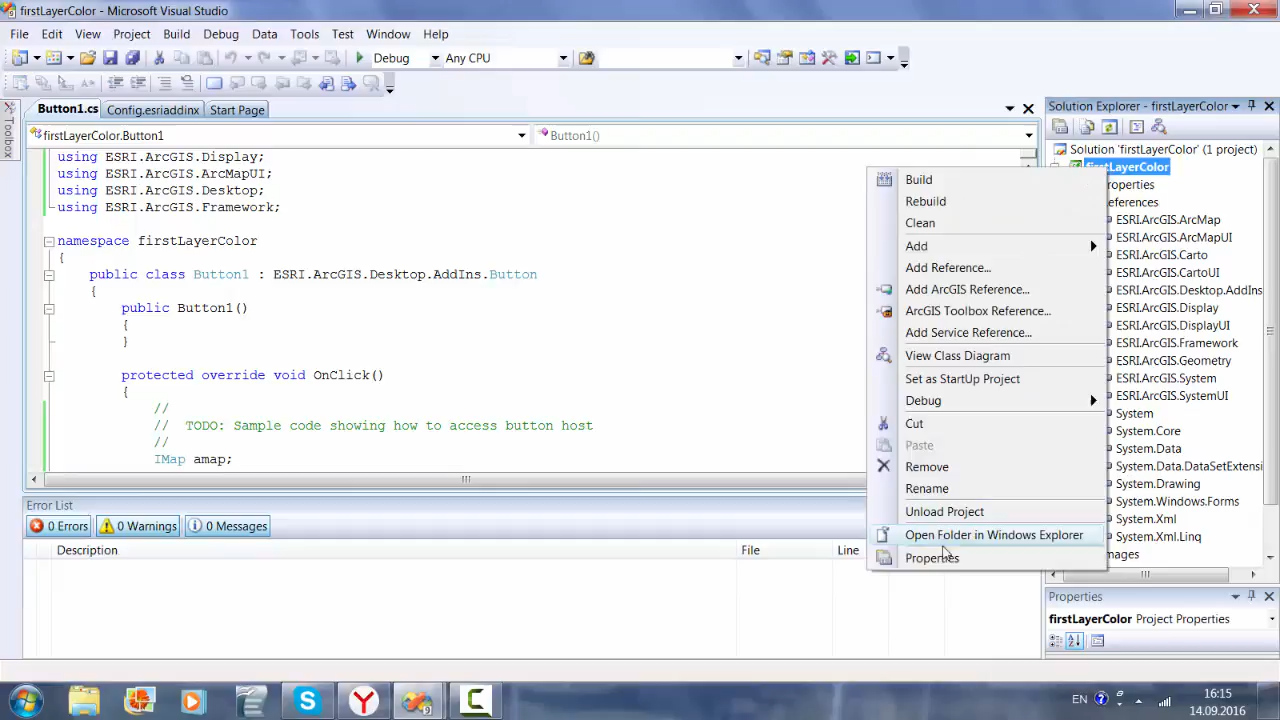 firstLayerColor - Microsoft Visual Studio
File Edit View Project Build Debug Data Tools Test Window Help
Debug Any CPU
Button1.cs Config.esriaddinx Start Page
firstLayerColor.Button1 Button1()
Toolbox
using ESRI.ArcGIS.Display;
using ESRI.ArcGIS.ArcMapUI;
using ESRI.ArcGIS.Desktop;
using ESRI.ArcGIS.Framework;
namespace firstLayerColor
{
public class Button1 : ESRI.ArcGIS.Desktop.AddIns.Button
{
public Button1()
{
}
protected override void OnClick()
{
//
// TODO: Sample code showing how to access button host
//
IMap amap;
Build
Rebuild
Clean
Add
Add Reference...
Add ArcGIS Reference...
ArcGIS Toolbox Reference...
Add Service Reference...
View Class Diagram
Set as StartUp Project
Debug
Cut
Paste
Remove
Rename
Unload Project
Open Folder in Windows Explorer
Properties
Solution Explorer - firstLayerColor
Solution 'firstLayerColor' (1 project)
firstLayerColor
roperties
eferences
ESRI.ArcGIS.ArcMap
ESRI.ArcGIS.ArcMapUI
ESRI.ArcGIS.Carto
ESRI.ArcGIS.CartoUI
ESRI.ArcGIS.Desktop.AddIns
ESRI.ArcGIS.Display
ESRI.ArcGIS.DisplayUI
ESRI.ArcGIS.Framework
ESRI.ArcGIS.Geometry
ESRI.ArcGIS.System
ESRI.ArcGIS.SystemUI
System
System.Core
System.Data
System.Data.DataSetExtensi
System.Drawing
System.Windows.Forms
System.Xml
System.Xml.Linq
mages
Properties
firstLayerColor Project Properties
Error List
0 Errors 0 Warnings 0 Messages
Description File Line
EN 16:15
14.09.2016